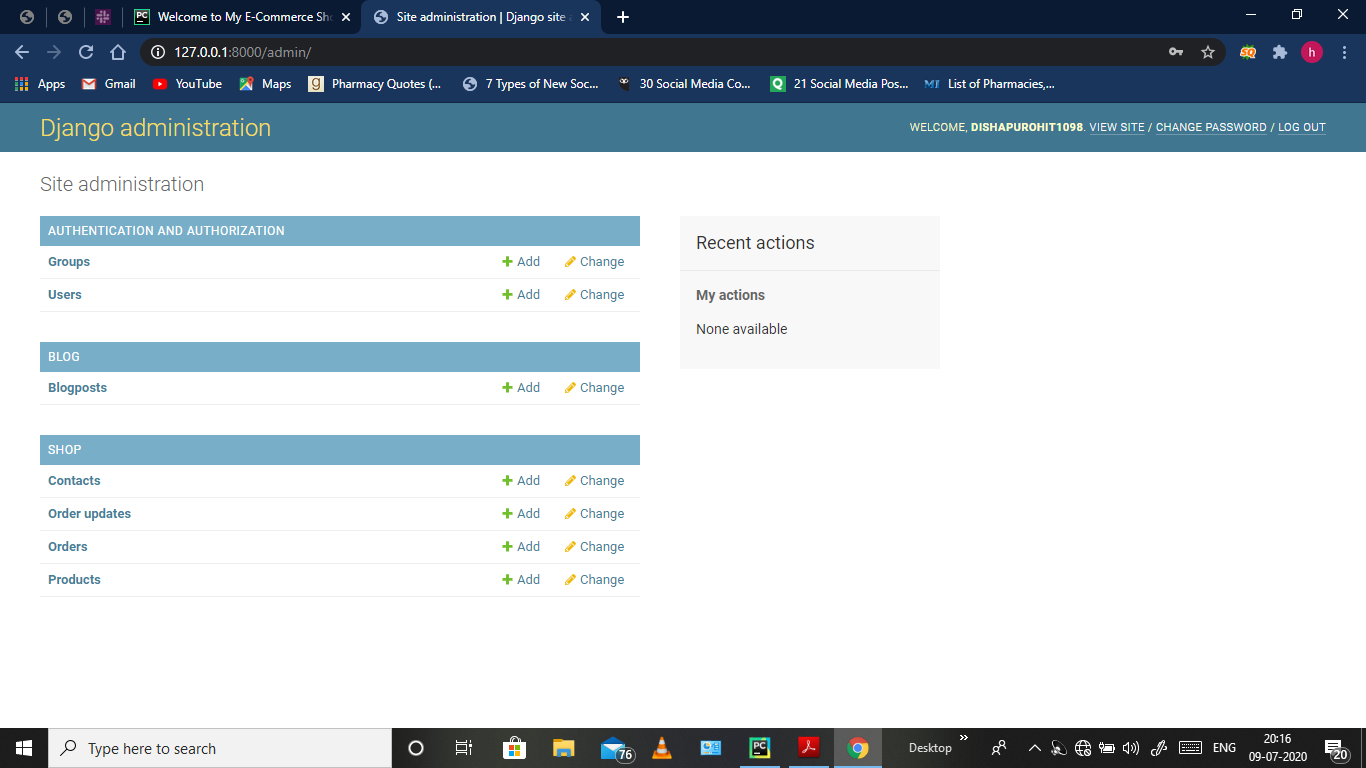 Welcome to My E-Commerce Sh
Site administration | Django site
127.0.0.1:8000/admin/
h
Apps Gmail YouTube Maps Pharmacy Quotes (... 7 Types of New Soc... 30 Social Media Co... 21 Social Media Pos... List of Pharmacies,...
Django administration
WELCOME, DISHAPUROHIT1098. VIEW SITE / CHANGE PASSWORD / LOG OUT
Site administration
AUTHENTICATION AND AUTHORIZATION
Groups Add Change
Users Add Change
BLOG
Blogposts Add Change
SHOP
Contacts Add Change
Order updates Add Change
Orders Add Change
Products Add Change
Recent actions
My actions
None available
Type here to search
76
PC
Desktop
ENG
20:16
09-07-2020
20